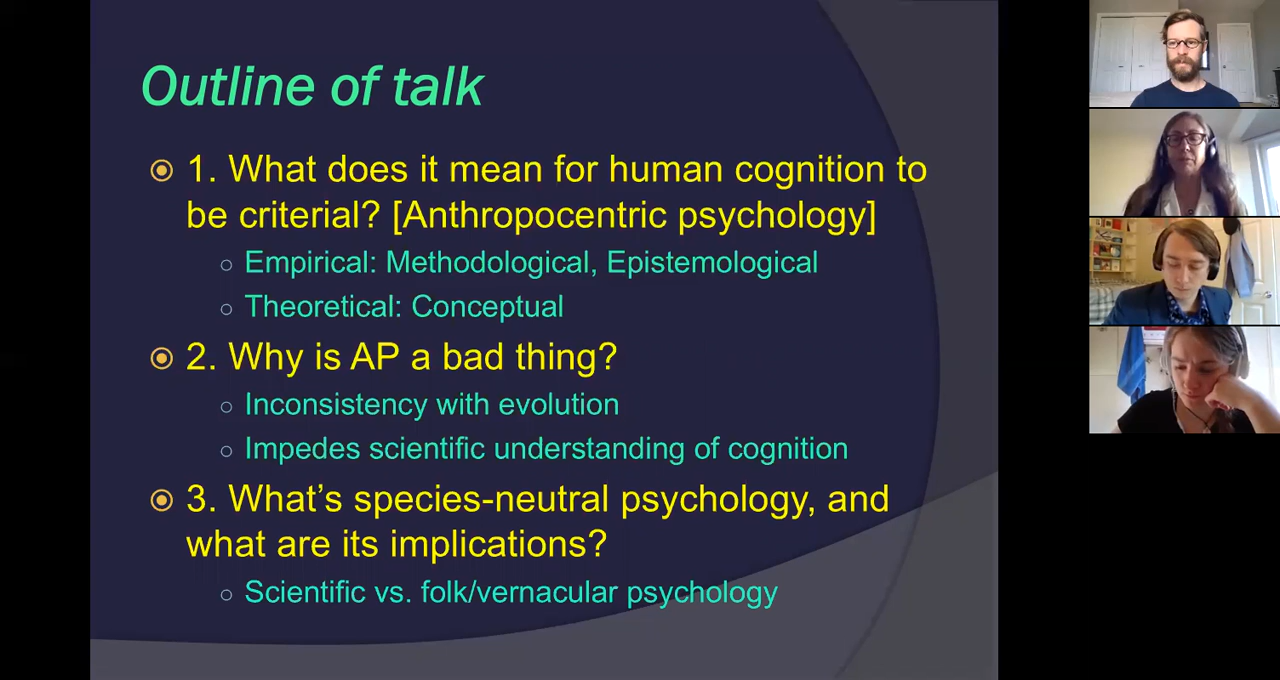 Outline of talk
1. What does it mean for human cognition to
be criterial? [Anthropocentric psychology]
Empirical: Methodological, Epistemological
Theoretical: Conceptual
2. Why is AP a bad thing?
Inconsistency with evolution
Impedes scientific understanding of cognition
3. What’s species-neutral psychology, and
what are its implications?
Scientific vs. folk/vernacular psychology